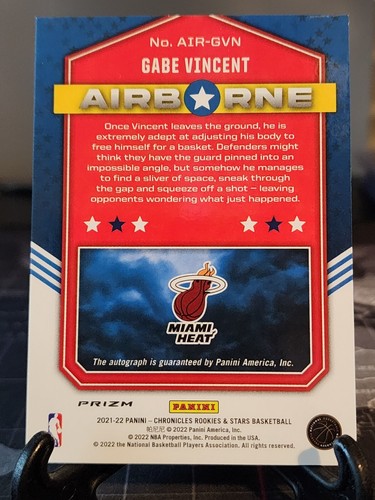 No. AIR-GVN
GABE VINCENT
AIRB★RNE
Once Vincent leaves the ground, he is
extremely adept at adjusting his body to
free himself for a basket. Defenders might
think they have the guard pinned into an
impossible angle, but somehow he manages
to find a sliver of space, sneak through
the gap and squeeze off a shot – leaving
opponents wondering what just happened.
MIAMI
HEAT
The autograph is guaranteed by Panini America, Inc.
PRIZM
PANINI
2021-22 PANINI – CHRONICLES ROOKIES & STARS BASKETBALL
帕尼尼 © 2022 Panini America, Inc.
© 2022 NBA Properties, Inc. Produced in the USA.
© 2022 the National Basketball Players Association. All rights reserved.